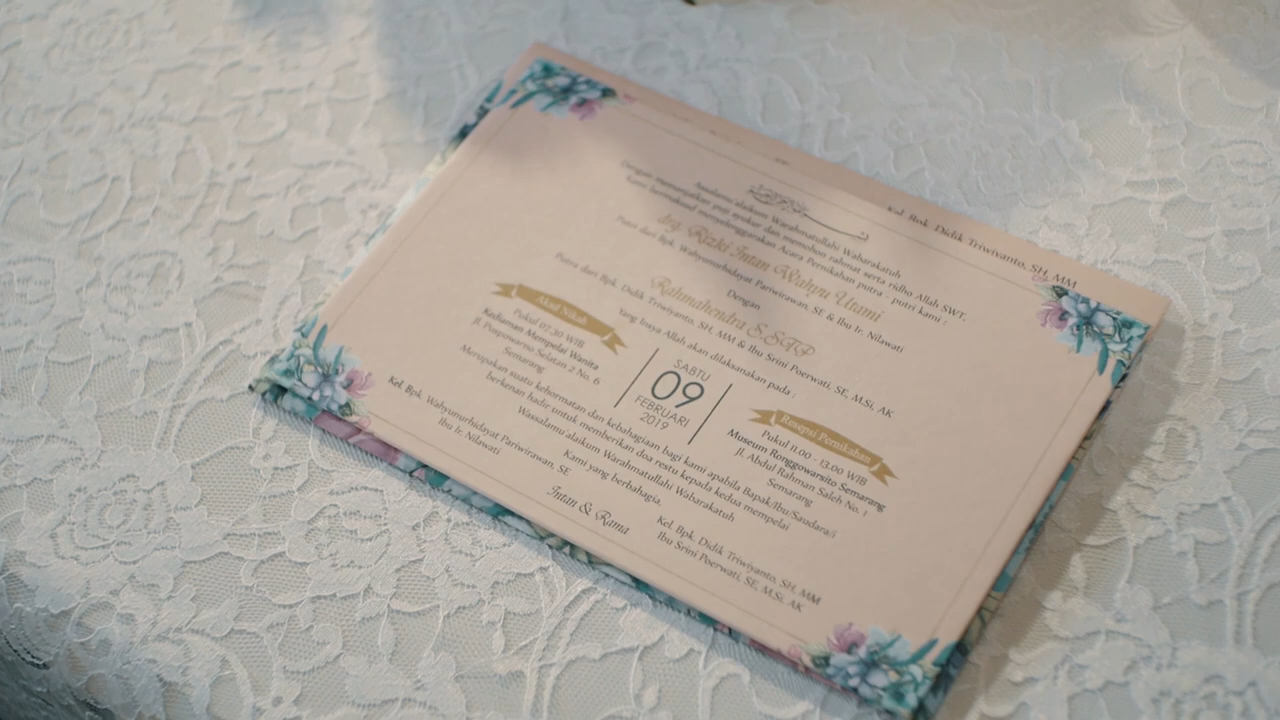 Kel. Bpk. Didik Triwiyanto, SH, MM
Assalamu'alaikum Warahmatullahi Wabarakatuh
Dengan memanjatkan puji syukur dan memohon rahmat serta ridho Allah SWT.
Kami bermaksud menyelenggarakan Acara Pernikahan putra - putri kami :
drg. Rizki Intan Wahyu Utami
Putri dari Bpk. Wahyunurhidayat Pariwirawan, SE & Ibu Ir. Nilawati
Dengan
Rahmahendra S.STP
Putra dari Bpk. Didik Triwiyanto, SH, MM & Ibu Srini Poerwati, SE, M.Si, AK
Yang Insya Allah akan dilaksanakan pada :
Akad Nikah
Pukul 07.30 WIB
Kediaman Mempelai Wanita
Jl. Puspowarno Selatan 2 No. 6
Semarang
SABTU
09
FEBRUARI
2019
Resepsi Pernikahan
Pukul 11.00 - 13.00 WIB
Museum Ronggowarsito Semarang
Jl. Abdul Rahman Saleh No. 1
Semarang
Merupakan suatu kehormatan dan kebahagiaan bagi kami apabila Bapak/Ibu/Saudara/i
berkenan hadir untuk memberikan doa restu kepada kedua mempelai
Wassalamu'alaikum Warahmatullahi Wabarakatuh
Kami yang berbahagia,
Kel. Bpk. Wahyunurhidayat Pariwirawan, SE
Ibu Ir. Nilawati
Intan & Rama
Kel. Bpk. Didik Triwiyanto, SH, MM
Ibu Srini Poerwati, SE, M.Si, AK